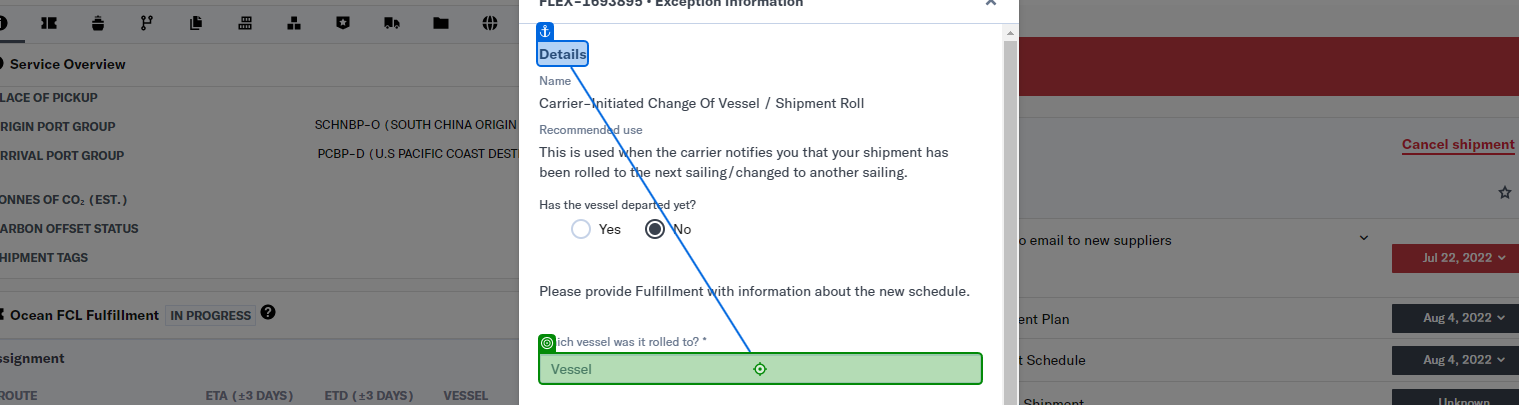 FLEX-1693895 • Exception Information
Service Overview
LACE OF PICKUP
RIGIN PORT GROUP
SCHNBP-O (SOUTH CHINA ORIGIN
RRIVAL PORT GROUP
PCBP-D (U.S PACIFIC COAST DESTI
ONNES OF CO₂ (EST.)
ARBON OFFSET STATUS
HIPMENT TAGS
Ocean FCL Fulfillment
IN PROGRESS
ssignment
ROUTE
ETA (±3 DAYS)
ETD (±3 DAYS)
VESSEL
Details
Name
Carrier-Initiated Change Of Vessel / Shipment Roll
Recommended use
This is used when the carrier notifies you that your shipment has
been rolled to the next sailing/changed to another sailing.
Has the vessel departed yet?
Yes
No
Please provide Fulfillment with information about the new schedule.
ich vessel was it rolled to? *
Vessel
Cancel shipment
o email to new suppliers
Jul 22, 2022
ent Plan
Aug 4, 2022
t Schedule
Aug 4, 2022
Shipment
Unknown